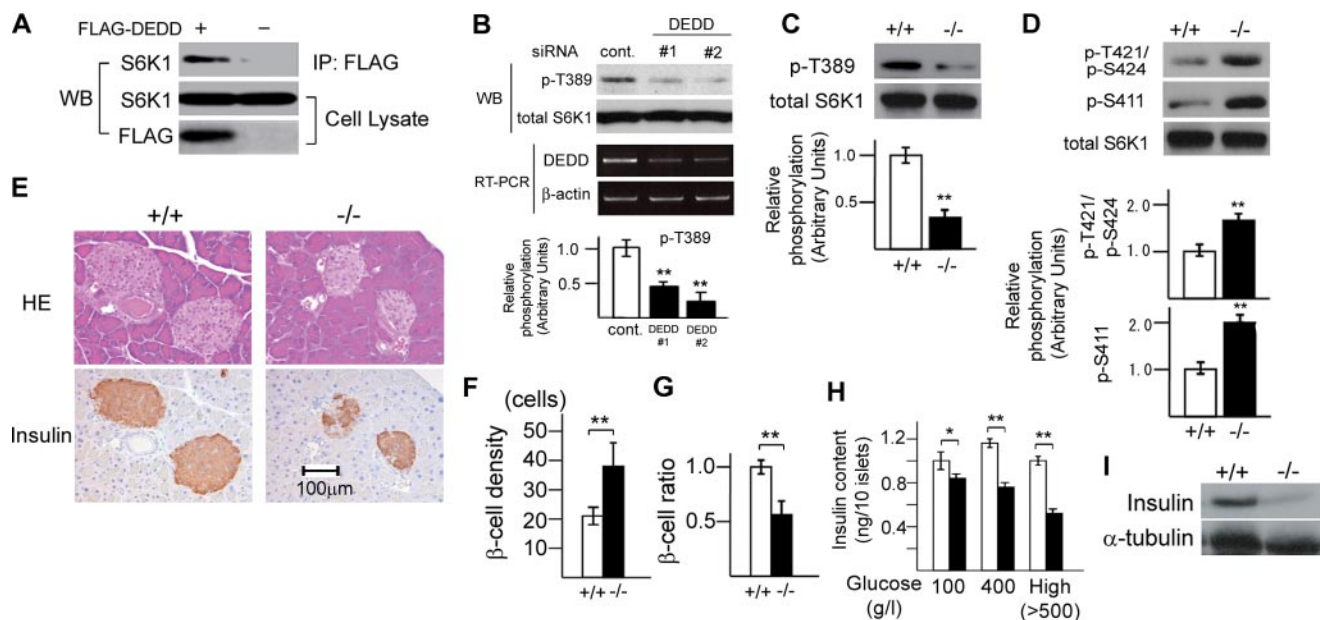 A
FLAG-DEDD + −
S6K1 IP: FLAG
WB S6K1 Cell Lysate
FLAG
B
DEDD
siRNA cont. #1 #2
WB p-T389
total S6K1
RT-PCR DEDD
β-actin
p-T389
Relative phosphorylation (Arbitrary Units)
1.0
0.5
** **
cont. DEDD #1 DEDD #2
C
+/+ -/-
p-T389
total S6K1
Relative phosphorylation (Arbitrary Units)
1.0
0.5
**
+/+ -/-
D
+/+ -/-
p-T421/
p-S424
p-S411
total S6K1
Relative phosphorylation (Arbitrary Units)
p-T421/
p-S424
2.0
1.0
**
p-S411
2.0
1.0
**
+/+ -/-
E
+/+ -/-
HE
Insulin
100μm
F
(cells)
β-cell density
50
40
30
20
10
**
+/+ -/-
G
β-cell ratio
1.0
0.5
**
+/+ -/-
H
Insulin content
(ng/10 islets)
1.2
0.8
0.4
* ** **
Glucose 100 400 High
(g/l) (>500)
I
+/+ -/-
Insulin
α-tubulin